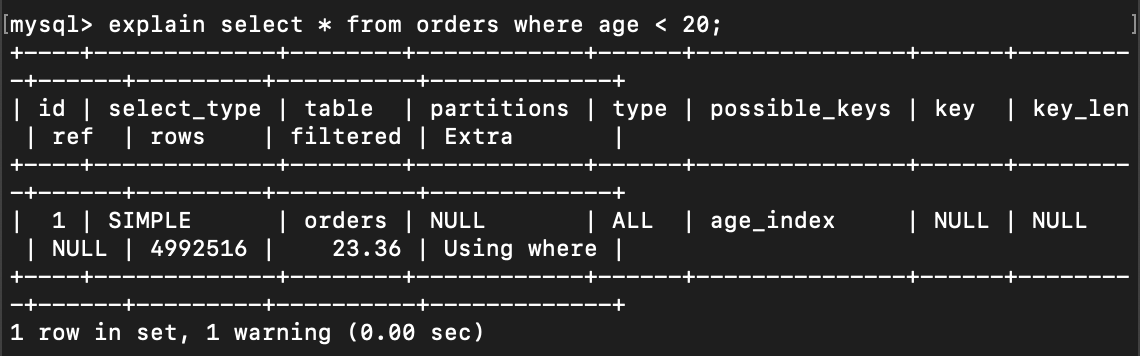 [mysql> explain select * from orders where age < 20; ]
+----+-------------+--------+------------+------+---------------+------+--------
-+------+---------+----------+-------------+
| id | select_type | table  | partitions | type | possible_keys | key  | key_len
 | ref  | rows    | filtered | Extra       |
+----+-------------+--------+------------+------+---------------+------+--------
-+------+---------+----------+-------------+
|  1 | SIMPLE      | orders | NULL       | ALL  | age_index     | NULL | NULL
 | NULL | 4992516 |    23.36 | Using where |
+----+-------------+--------+------------+------+---------------+------+--------
-+------+---------+----------+-------------+
1 row in set, 1 warning (0.00 sec)